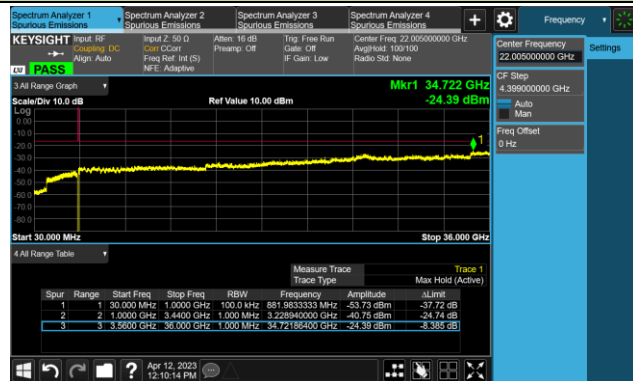 Spectrum Analyzer 1
Spurious Emissions
Spectrum Analyzer 2
Spurious Emissions
Spectrum Analyzer 3
Spurious Emissions
Spectrum Analyzer 4
Spurious Emissions
+
Frequency
KEYSIGHT
Input: RF
Coupling: DC
Align: Auto
Input Z: 50 Ω
Corr CCorr
Freq Ref: Int (S)
NFE: Adaptive
Atten: 16 dB
Preamp: Off
Trig: Free Run
Gate: Off
IF Gain: Low
Center Freq: 22.005000000 GHz
Avg|Hold: 100/100
Radio Std: None
LXI PASS
Center Frequency
22.005000000 GHz
Settings
CF Step
4.399000000 GHz
Auto
Man
Freq Offset
0 Hz
3 All Range Graph
Mkr1 34.722 GHz
Scale/Div 10.0 dB Ref Value 10.00 dBm -24.39 dBm
Log
0.00
-10.0
-20.0
-30.0
-40.0
-50.0
-60.0
-70.0
-80.0
1
Start 30.000 MHz Stop 36.000 GHz
4 All Range Table
Measure Trace Trace 1
Trace Type Max Hold (Active)
Spur Range Start Freq Stop Freq RBW Frequency Amplitude ΔLimit
1 1 30.000 MHz 1.0000 GHz 100.0 kHz 881.9833333 MHz -53.73 dBm -37.72 dB
2 2 1.0000 GHz 3.4400 GHz 1.000 MHz 3.228940000 GHz -40.75 dBm -24.74 dB
3 3 3.5600 GHz 36.000 GHz 1.000 MHz 34.72186400 GHz -24.39 dBm -8.385 dB
?
Apr 12, 2023
12:10:14 PM